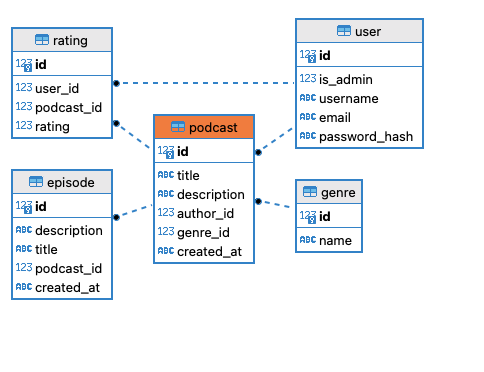 rating
123 id
123 user_id
123 podcast_id
123 rating
user
123 id
123 is_admin
ABC username
ABC email
ABC password_hash
podcast
123 id
ABC title
ABC description
123 author_id
123 genre_id
ABC created_at
episode
123 id
ABC description
ABC title
123 podcast_id
ABC created_at
genre
123 id
ABC name